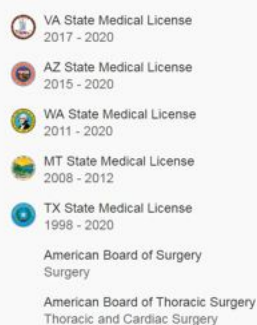 VA State Medical License
2017 - 2020
AZ State Medical License
2015 - 2020
WA State Medical License
2011 - 2020
MT State Medical License
2008 - 2012
TX State Medical License
1998 - 2020
American Board of Surgery
Surgery
American Board of Thoracic Surgery
Thoracic and Cardiac Surgery